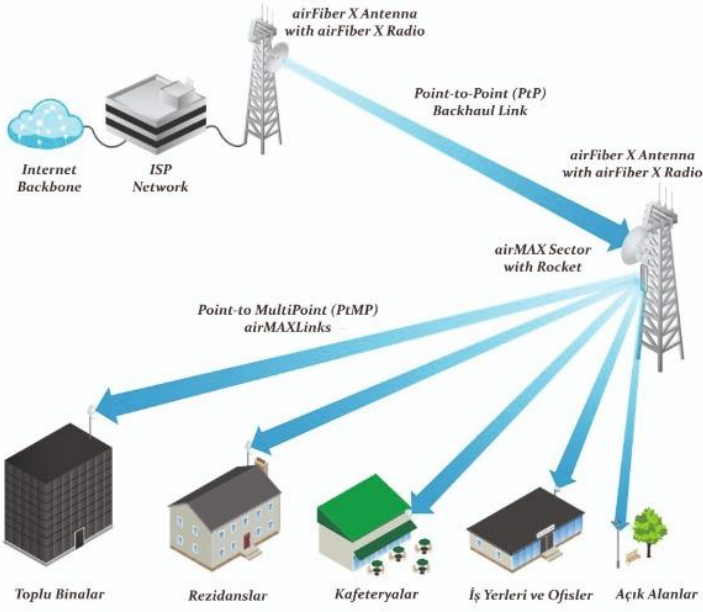 airFiber X Antenna
with airFiber X Radio
Point-to-Point (PtP)
Backhaul Link
Internet
Backbone
ISP
Network
airFiber X Antenna
with airFiber X Radio
airMAX Sector
with Rocket
Point-to MultiPoint (PtMP)
airMAXLinks
Toplu Binalar
Rezidanslar
Kafeteryalar
İş Yerleri ve Ofisler
Açık Alanlar